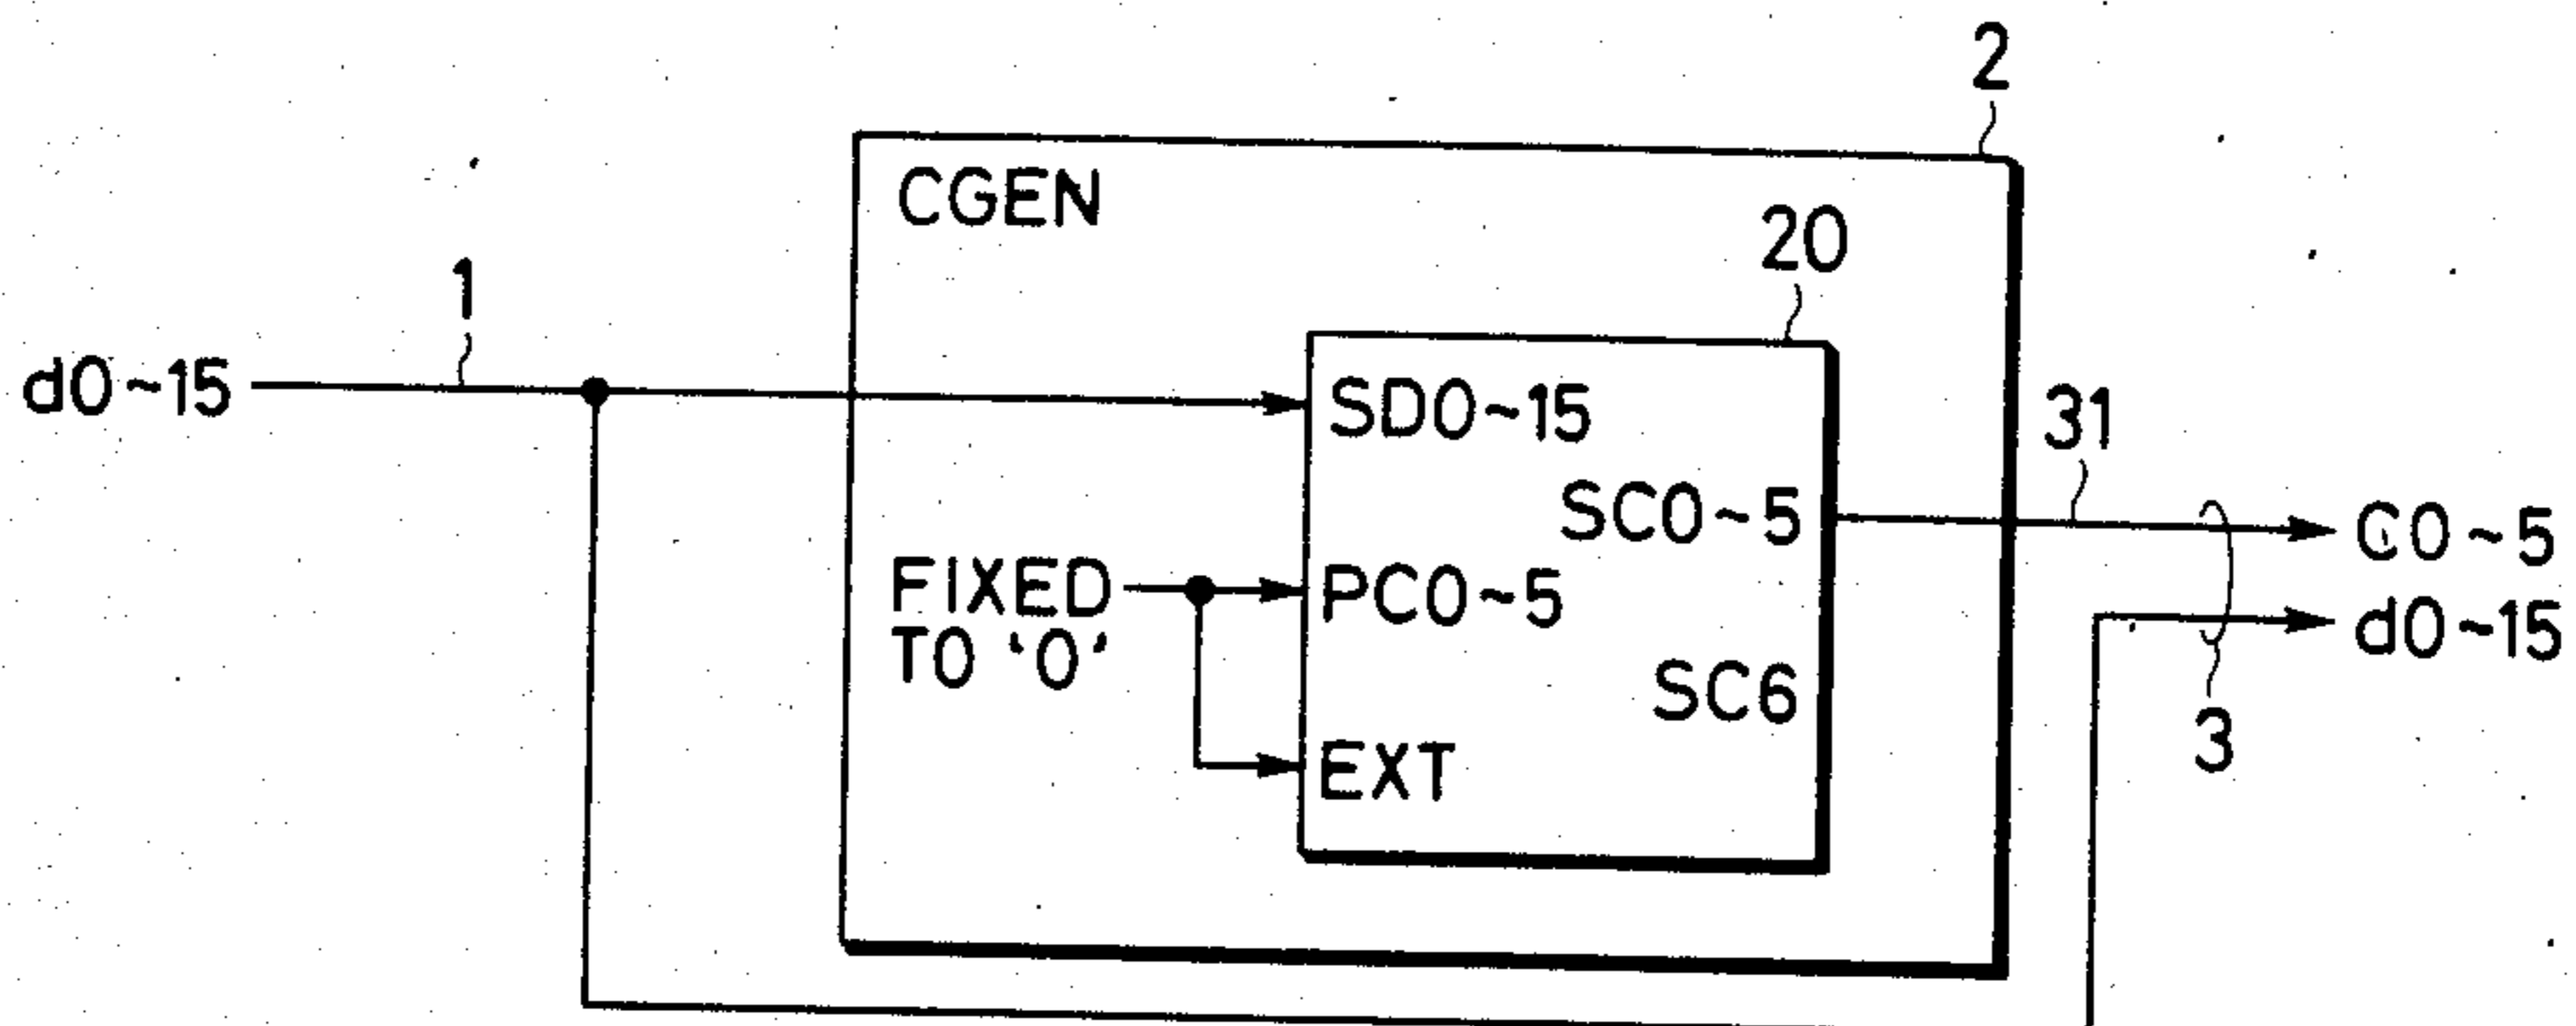 2
CGEN
20
1
d0~15
SD0~15
31
SC0~5
C0~5
FIXED
TO '0'
PC0~5
d0~15
SC6
3
EXT